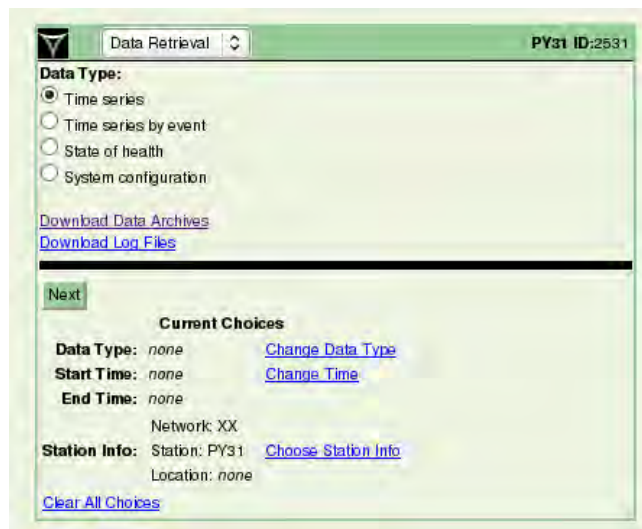 Data Retrieval PY31 ID:2531
Data Type:
Time series
Time series by event
State of health
System configuration
Download Data Archives
Download Log Files
Next
Current Choices
Data Type: none Change Data Type
Start Time: none Change Time
End Time: none
Network: XX
Station Info: Station: PY31 Choose Station Info
Location: none
Clear All Choices